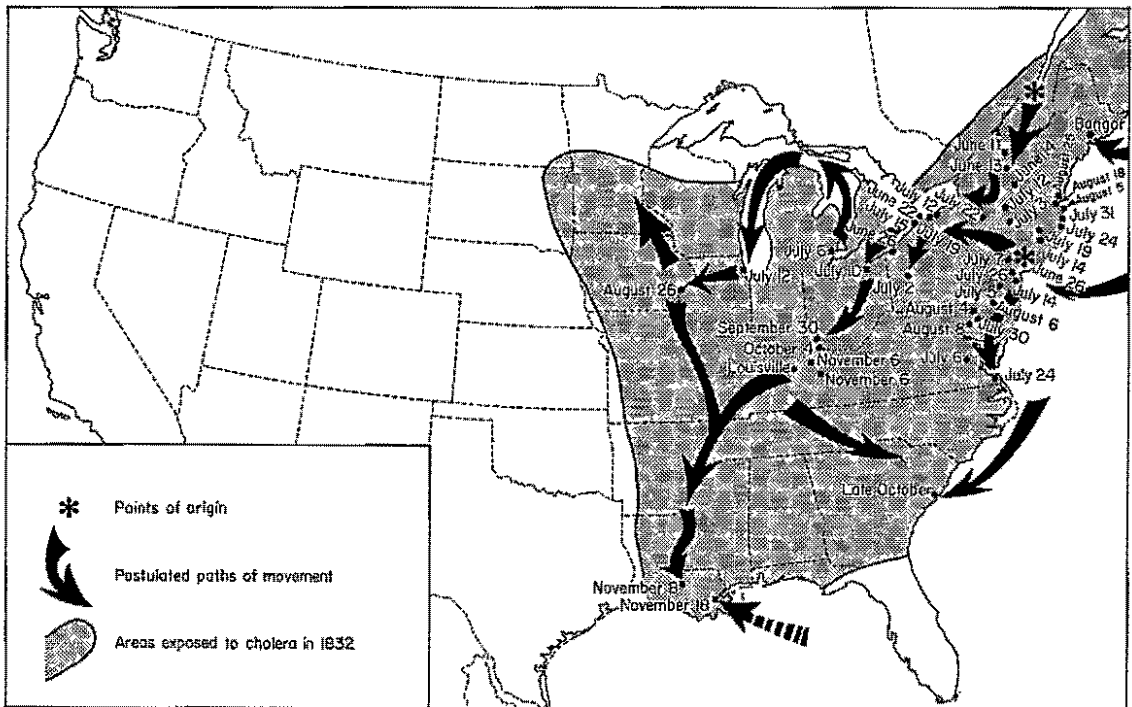 Bangor
June 11
June 13
August 18
August 5
July 31
July 24
July 19
July 14
June 26
July 14
August 6
July 30
July 24
July 12
June 22
July 22
July 15
June 26
July 19
July 6
July 10
July 2
July 7
July 5
August 4
August 8
July 6
July 12
August 26
September 30
October 4
Louisville
November 6
November 6
Late October
November 8
November 18
Points of origin
Postulated paths of movement
Areas exposed to cholera in 1832